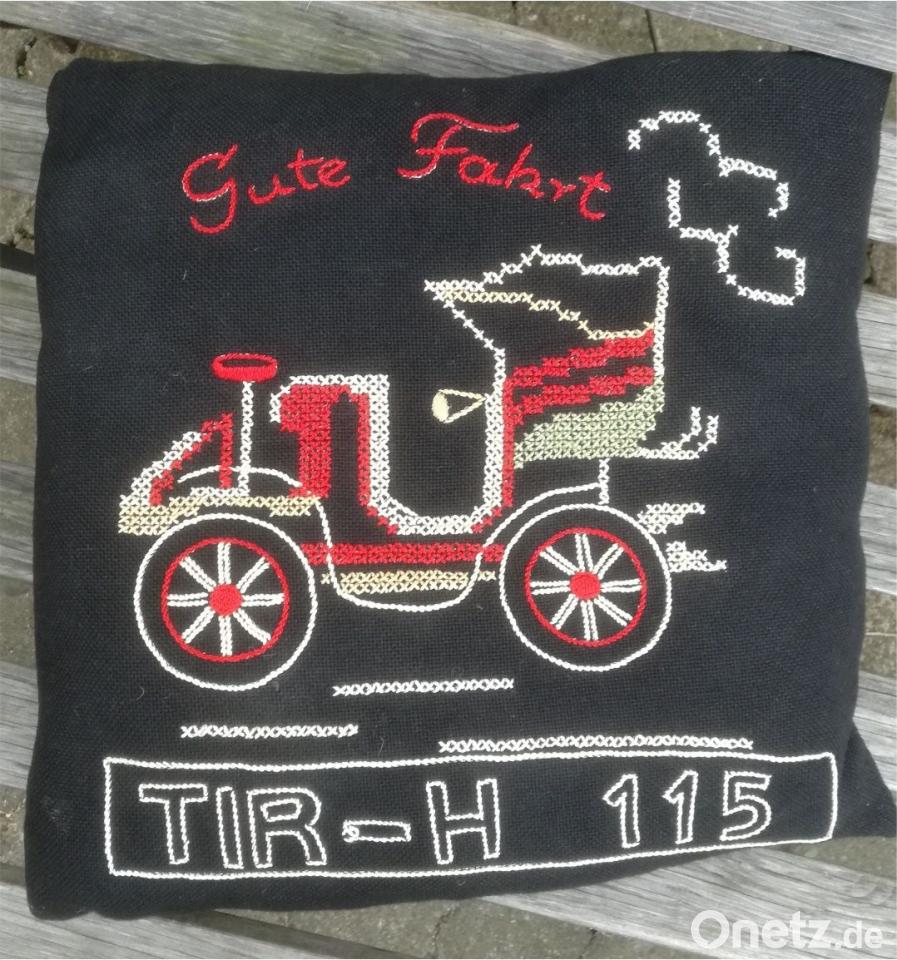 Gute Fahrt
TIR-H 115
Onetz.de